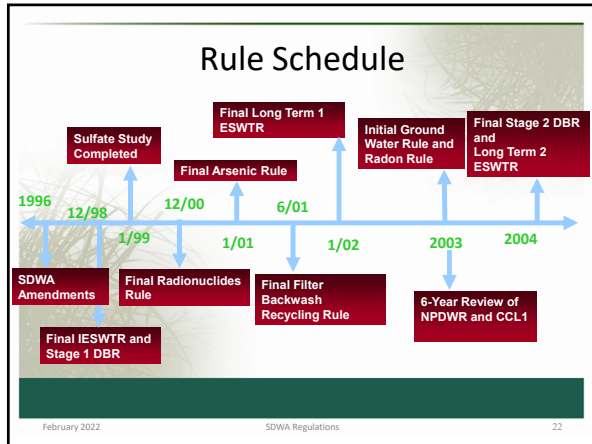 Rule Schedule
Final Long Term 1
ESWTR
Sulfate Study
Completed
Final Arsenic Rule
Initial Ground
Water Rule and
Radon Rule
Final Stage 2 DBR
and
Long Term 2
ESWTR
1996
12/98
12/00
6/01
1/99
1/01
1/02
2003
2004
SDWA
Amendments
Final Radionuclides
Rule
Final Filter
Backwash
Recycling Rule
6-Year Review of
NPDWR and CCL1
Final IESWTR and
Stage 1 DBR
February 2022
SDWA Regulations
22